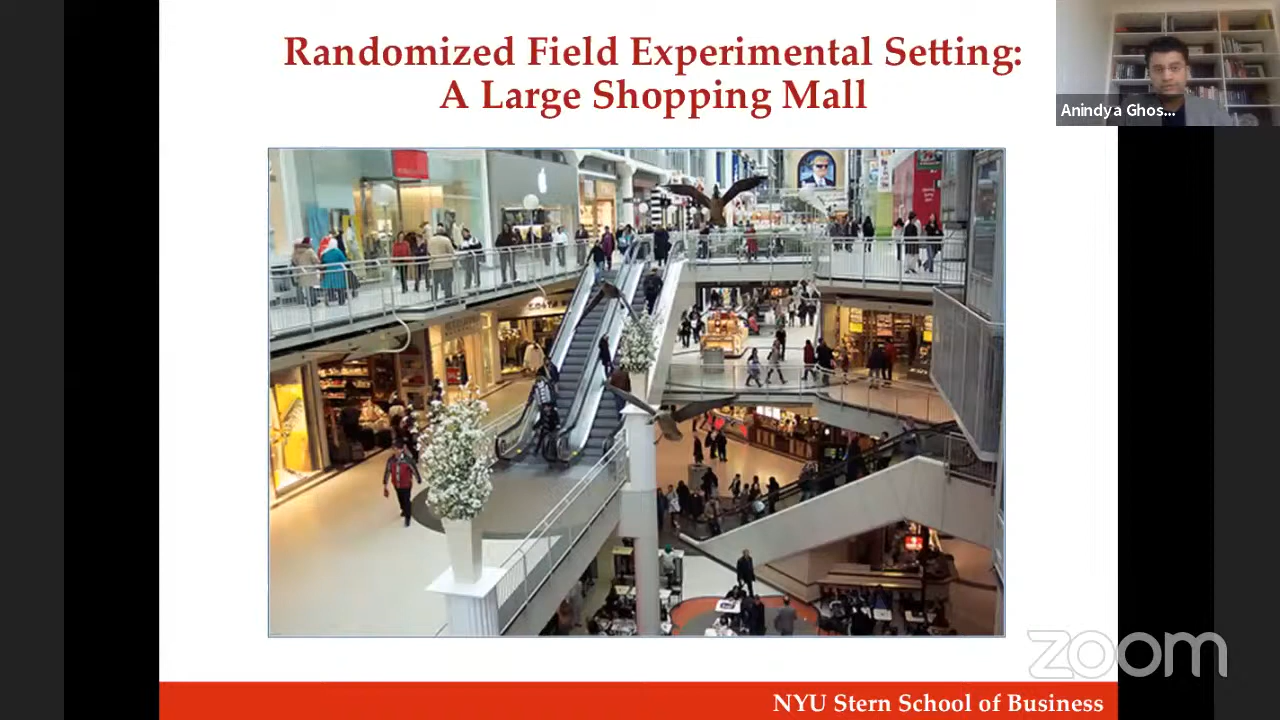 Randomized Field Experimental Setting:
A Large Shopping Mall
Anindya Ghos...
zoom
NYU Stern School of Business